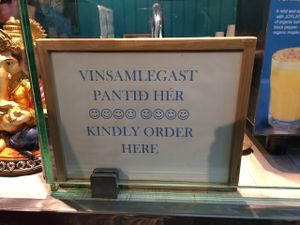 VINSAMLEGAST
PANTIÐ HÉR
☺☺☺☺ ☺☺☺☺
KINDLY ORDER
HERE